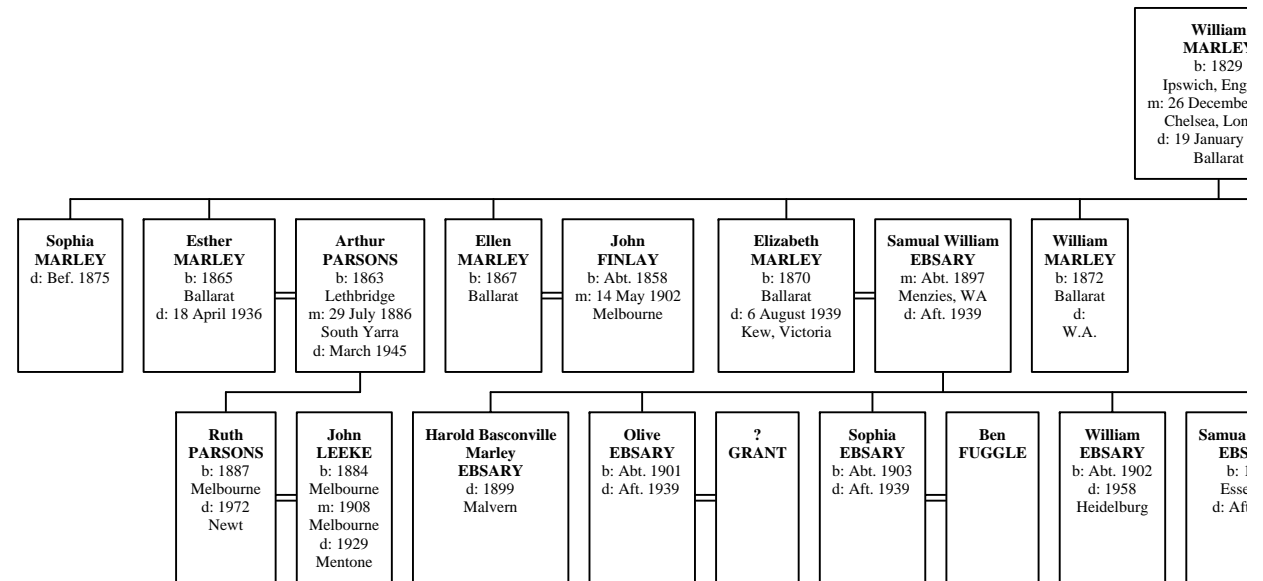 William
MARLEY
b: 1829
Ipswich, Eng
m: 26 Decembe
Chelsea, Lon
d: 19 January
Ballarat
Sophia
MARLEY
d: Bef. 1875
Esther
MARLEY
b: 1865
Ballarat
d: 18 April 1936
Arthur
PARSONS
b: 1863
Lethbridge
m: 29 July 1886
South Yarra
d: March 1945
Ellen
MARLEY
b: 1867
Ballarat
John
FINLAY
b: Abt. 1858
m: 14 May 1902
Melbourne
Elizabeth
MARLEY
b: 1870
Ballarat
d: 6 August 1939
Kew, Victoria
Samual William
EBSARY
m: Abt. 1897
Menzies, WA
d: Aft. 1939
William
MARLEY
b: 1872
Ballarat
d:
W.A.
Ruth
PARSONS
b: 1887
Melbourne
d: 1972
Newt
John
LEEKE
b: 1884
Melbourne
m: 1908
Melbourne
d: 1929
Mentone
Harold Basconville
Marley
EBSARY
d: 1899
Malvern
Olive
EBSARY
b: Abt. 1901
d: Aft. 1939
?
GRANT
Sophia
EBSARY
b: Abt. 1903
d: Aft. 1939
Ben
FUGGLE
William
EBSARY
b: Abt. 1902
d: 1958
Heidelburg
Samua
EBS
b: 1
Esse
d: Af